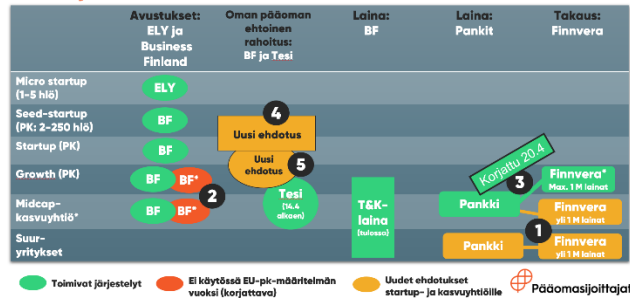 Avustukset:
ELY ja
Business
Finland
Oman pääoman
ehtoinen
rahoitus:
BF ja Tesi
Laina:
BF
Laina:
Pankit
Takaus:
Finnvera
Micro startup
(1-5 hlö)
ELY
Seed-startup
(PK: 2-250 hlö)
BF
4
Uusi ehdotus
Startup (PK)
BF
Uusi
ehdotus
5
Korjattu 20.4
Growth (PK)
BF
BF*
2
Tesi
(14.4
alkaen)
3
Finnvera*
Max. 1 M lainat
Midcap-
kasvuyhtiö*
BF
BF*
T&K-
laina
(tulossa)
Pankki
Finnvera
yli 1 M lainat
1
Suur-
yritykset
Pankki
Finnvera
yli 1 M lainat
Toimivat järjestelyt
Ei käytössä EU-pk-määritelmän
vuoksi (korjattava)
Uudet ehdotukset
startup- ja kasvuyhtiöille
Pääomasijoittajat